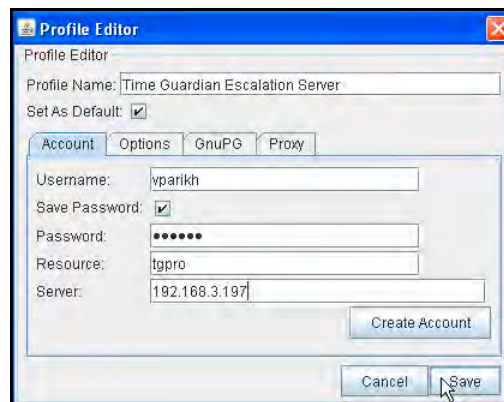 Profile Editor
Profile Editor
Profile Name: Time Guardian Escalation Server
Set As Default:
Account Options GnuPG Proxy
Username: vparikh
Save Password:
Password: ••••••
Resource: tgpro
Server: 192.168.3.197
Create Account
Cancel Save